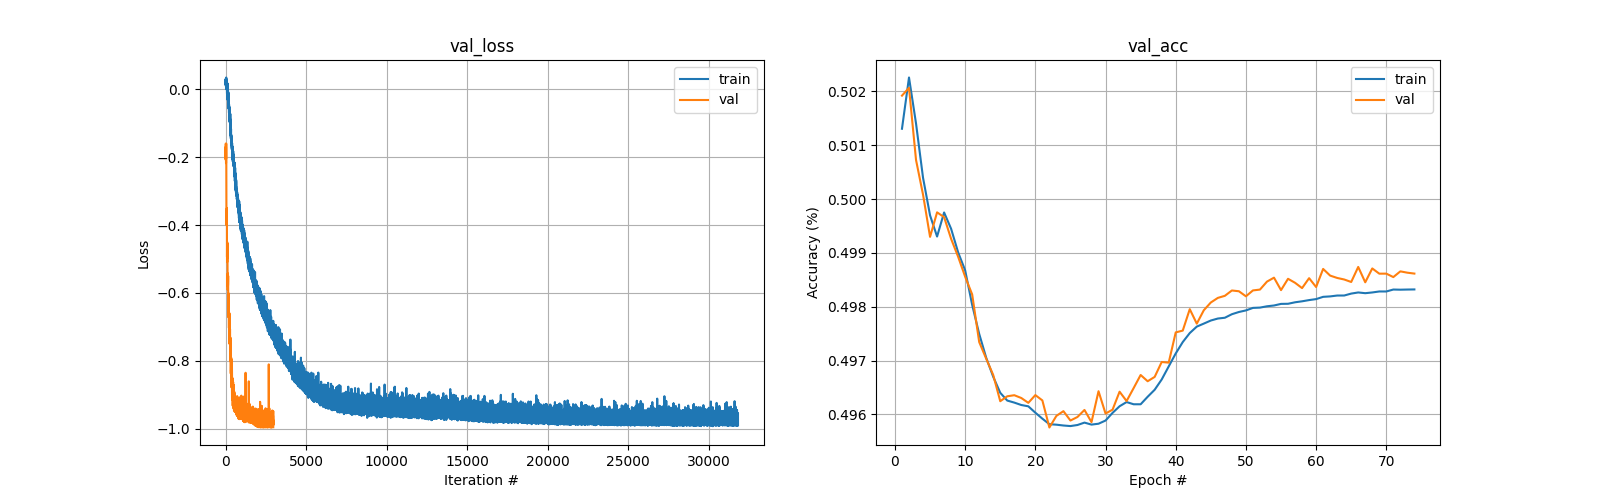 val_loss
train
val
0.0
−0.2
−0.4
−0.6
−0.8
−1.0
Loss
0 5000 10000 15000 20000 25000 30000
Iteration #
val_acc
train
val
0.502
0.501
0.500
0.499
0.498
0.497
0.496
Accuracy (%)
0 10 20 30 40 50 60 70
Epoch #